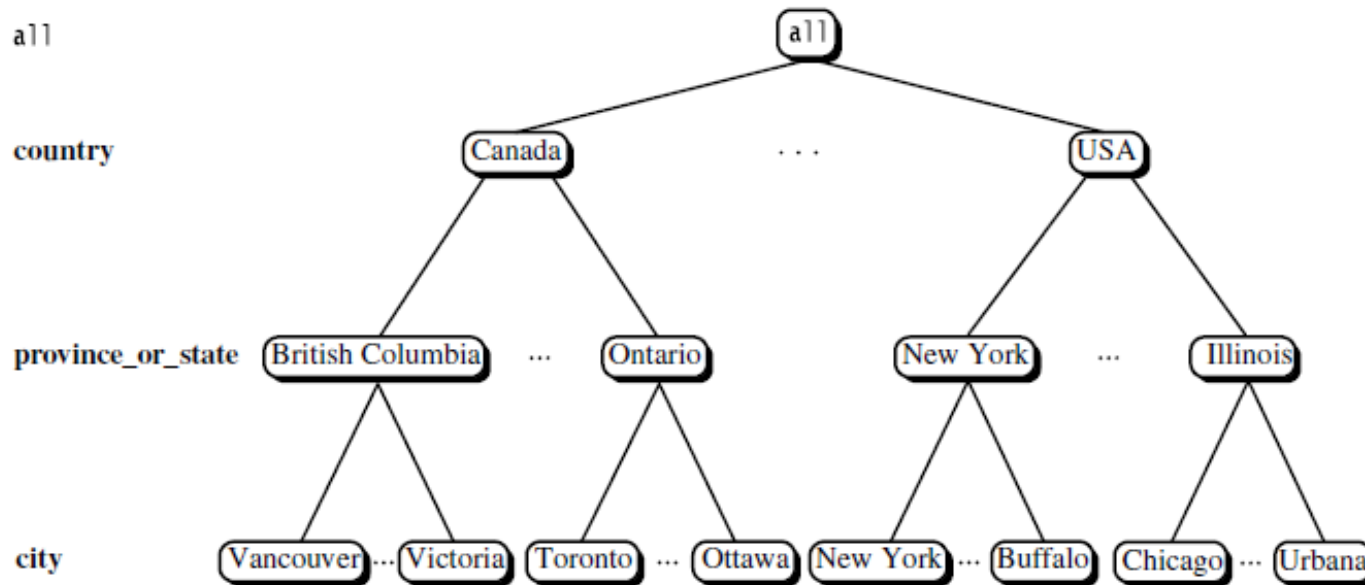 all all
country Canada ... USA
province_or_state British Columbia ... Ontario New York ... Illinois
city Vancouver ... Victoria Toronto ... Ottawa New York ... Buffalo Chicago ... Urbana